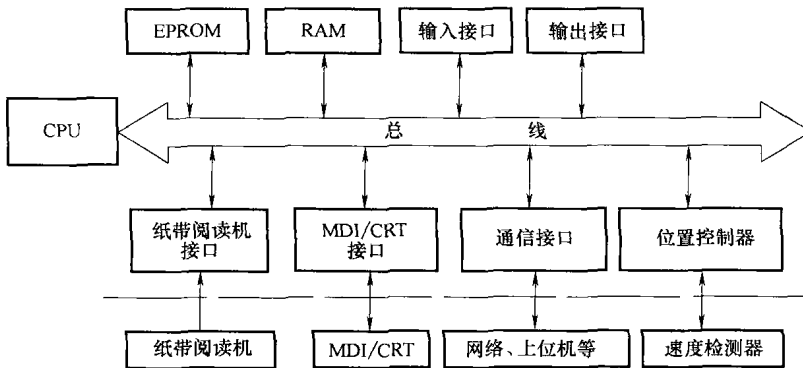 EPROM
RAM
输入接口
输出接口
CPU
总 线
纸带阅读机
接口
MDI/CRT
接口
通信接口
位置控制器
纸带阅读机
MDI/CRT
网络、上位机等
速度检测器